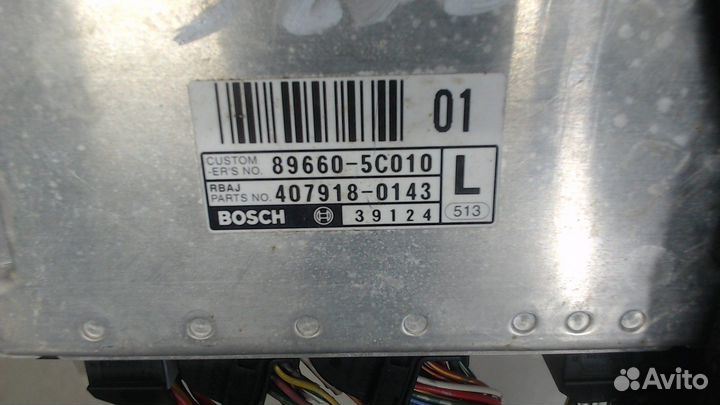 01
CUSTOM
-ER'S NO. 89660-5C010
L
RBAJ
PARTS NO. 407918-0143
BOSCH 39124
513
Avito